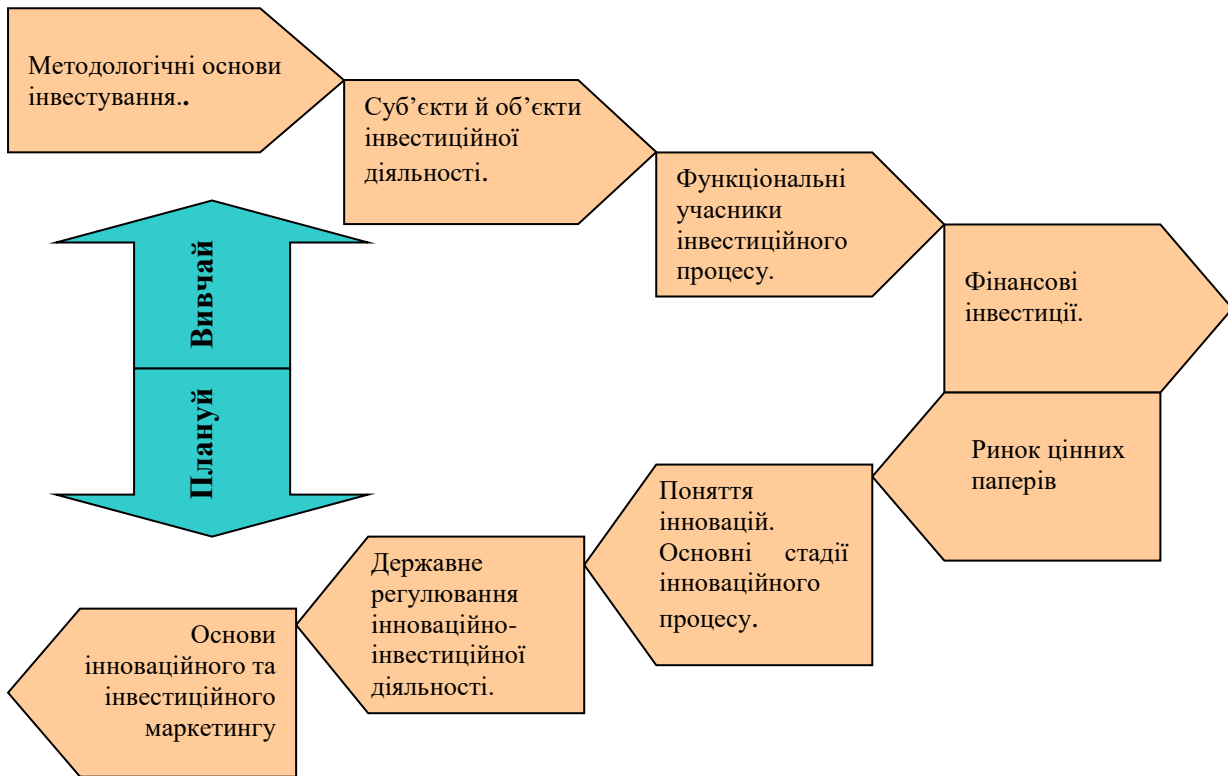 Методологічні основи
інвестування..
Суб’єкти й об’єкти
інвестиційної
діяльності.
Функціональні
учасники
інвестиційного
процесу.
Фінансові
інвестиції.
Вивчай
Плануй
Ринок цінних
паперів
Поняття
інновацій.
Основні стадії
інноваційного
процесу.
Державне
регулювання
інноваційно-
інвестиційної
діяльності.
Основи
інноваційного та
інвестиційного
маркетингу